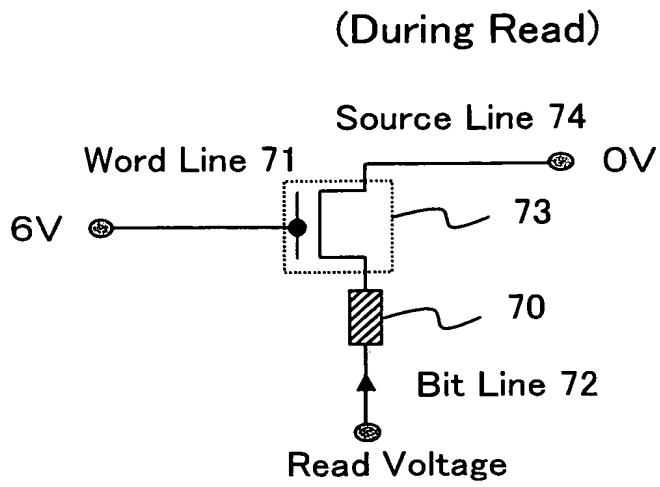 (During Read)
Source Line 74
Word Line 71
0V
6V
73
70
Bit Line 72
Read Voltage